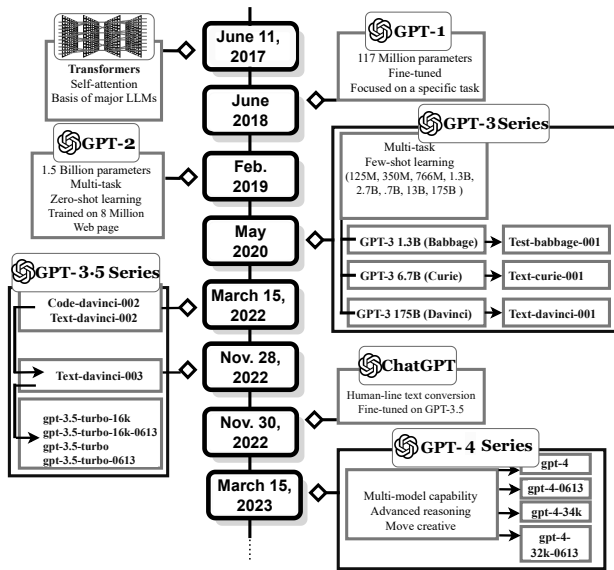 June 11,
2017
Transformers
Self-attention
Basis of major LLMs
GPT-1
117 Million parameters
Fine-tuned
Focused on a specific task
June
2018
GPT-2
1.5 Billion parameters
Multi-task
Zero-shot learning
Trained on 8 Million
Web page
Feb.
2019
GPT-3 Series
Multi-task
Few-shot learning
(125M, 350M, 766M, 1.3B,
2.7B, .7B, 13B, 175B )
GPT-3 1.3B (Babbage)
Test-babbage-001
GPT-3 6.7B (Curie)
Text-curie-001
GPT-3 175B (Davinci)
Text-davinci-001
May
2020
GPT-3.5 Series
Code-davinci-002
Text-davinci-002
March 15,
2022
Text-davinci-003
Nov. 28,
2022
gpt-3.5-turbo-16k
gpt-3.5-turbo-16k-0613
gpt-3.5-turbo
gpt-3.5-turbo-0613
ChatGPT
Human-line text conversion
Fine-tuned on GPT-3.5
Nov. 30,
2022
GPT-4 Series
Multi-model capability
Advanced reasoning
Move creative
gpt-4
gpt-4-0613
gpt-4-34k
gpt-4-
32k-0613
March 15,
2023